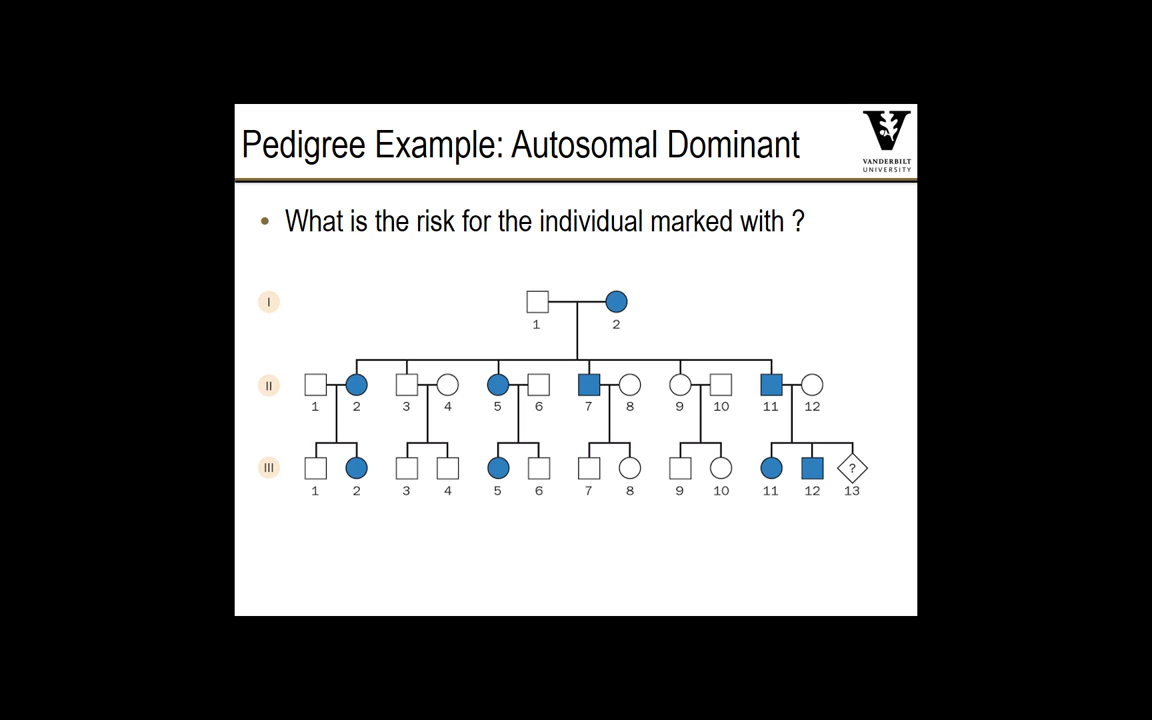 Pedigree Example: Autosomal Dominant
VANDERBILT
UNIVERSITY
• What is the risk for the individual marked with ?
I
1 2
II
1 2 3 4 5 6 7 8 9 10 11 12
III
?
1 2 3 4 5 6 7 8 9 10 11 12 13